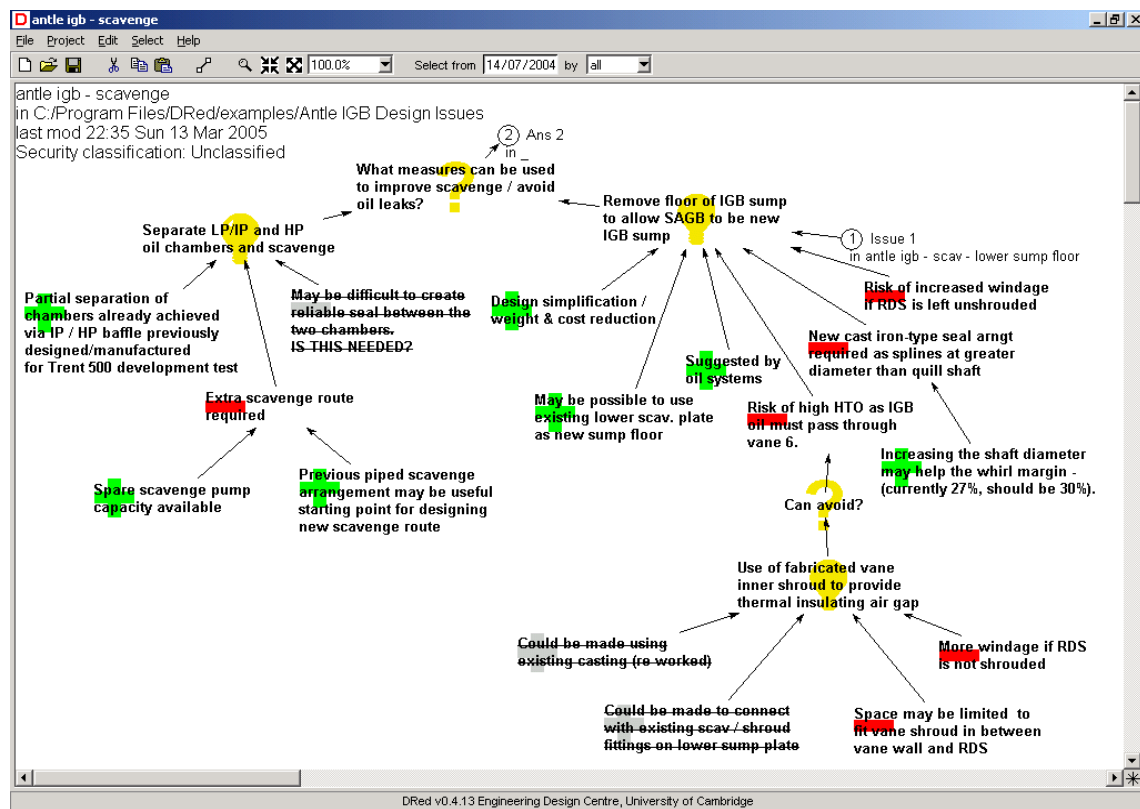 antle igb - scavenge
File Project Edit Select Help
100.0% Select from 14/07/2004 by all
antle igb - scavenge
in C:/Program Files/DRed/examples/Antle IGB Design Issues
last mod 22:35 Sun 13 Mar 2005
Security classification: Unclassified
2 Ans 2
in _
What measures can be used
to improve scavenge / avoid
oil leaks?
Separate LP/IP and HP
oil chambers and scavenge
Remove floor of IGB sump
to allow SAGB to be new
IGB sump
1 Issue 1
in antle igb - scav - lower sump floor
Partial separation of
chambers already achieved
via IP / HP baffle previously
designed/manufactured
for Trent 500 development test
May be difficult to create
reliable seal between the
two chambers.
IS THIS NEEDED?
Design simplification /
weight & cost reduction
Risk of increased windage
if RDS is left unshrouded
New cast iron-type seal arngt
required as splines at greater
diameter than quill shaft
Suggested by
oil systems
Extra scavenge route
required
May be possible to use
existing lower scav. plate
as new sump floor
Risk of high HTO as IGB
oil must pass through
vane 6.
Increasing the shaft diameter
may help the whirl margin -
(currently 27%, should be 30%).
Spare scavenge pump
capacity available
Previous piped scavenge
arrangement may be useful
starting point for designing
new scavenge route
Can avoid?
Use of fabricated vane
inner shroud to provide
thermal insulating air gap
Could be made using
existing casting (re worked)
More windage if RDS
is not shrouded
Could be made to connect
with existing scav / shroud
fittings on lower sump plate
Space may be limited to
fit vane shroud in between
vane wall and RDS
DRed v0.4.13 Engineering Design Centre, University of Cambridge